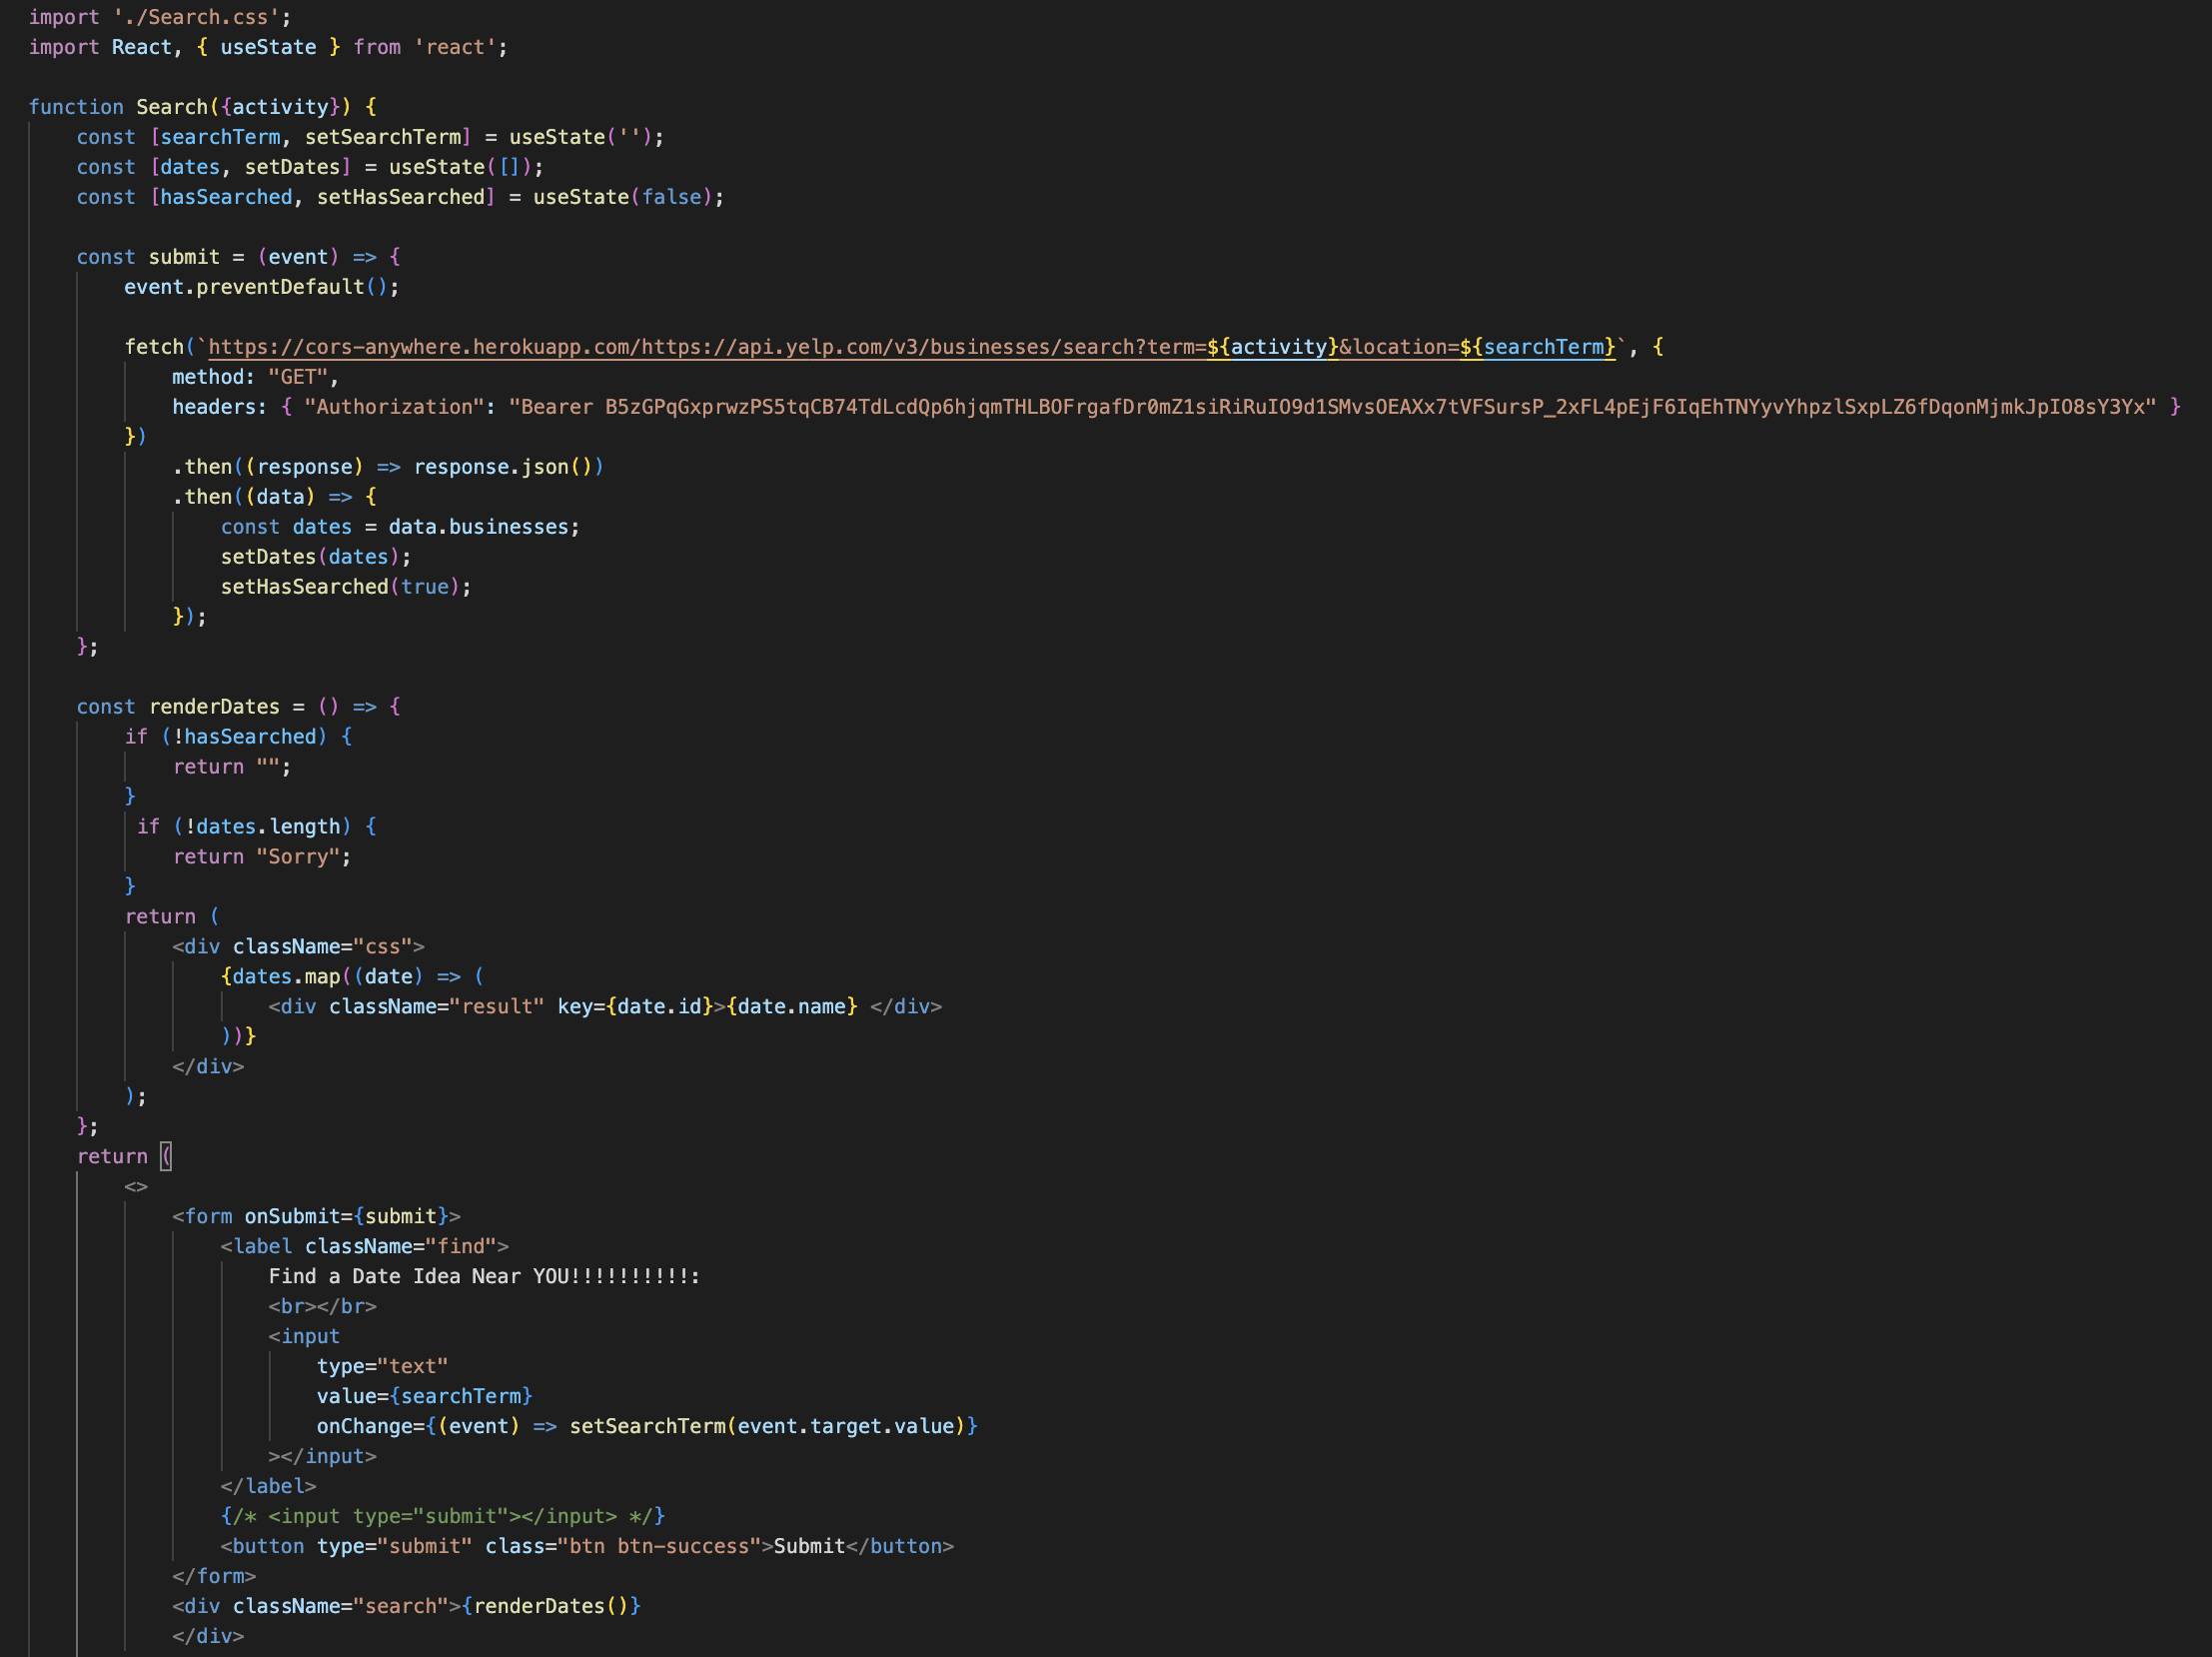 import './Search.css';
import React, { useState } from 'react';
function Search({activity}) {
const [searchTerm, setSearchTerm] = useState('');
const [dates, setDates] = useState([]);
const [hasSearched, setHasSearched] = useState(false);
const submit = (event) => {
event.preventDefault();
fetch(`https://cors-anywhere.herokuapp.com/https://api.yelp.com/v3/businesses/search?term=${activity}&location=${searchTerm}`, {
method: "GET",
headers: { "Authorization": "Bearer B5zGPqGxprwzPS5tqCB74TdLcdQp6hjqmTHLBOFrgafDr0mZ1siRiRuIO9d1SMvsOEAXx7tVFSursP_2xFL4pEjF6IqEhTNYyvYhpzlSxpLZ6fDqonMjmkJpIO8sY3Yx" }
})
.then((response) => response.json())
.then((data) => {
const dates = data.businesses;
setDates(dates);
setHasSearched(true);
});
};
const renderDates = () => {
if (!hasSearched) {
return "";
}
if (!dates.length) {
return "Sorry";
}
return (
<div className="css">
{dates.map((date) => (
<div className="result" key={date.id}>{date.name} </div>
))}
</div>
);
};
return (
<>
<form onSubmit={submit}>
<label className="find">
Find a Date Idea Near YOU!!!!!!!!!!:
<br></br>
<input
type="text"
value={searchTerm}
onChange={(event) => setSearchTerm(event.target.value)}
></input>
</label>
{/* <input type="submit"></input> */}
<button type="submit" class="btn btn-success">Submit</button>
</form>
<div className="search">{renderDates()}
</div>